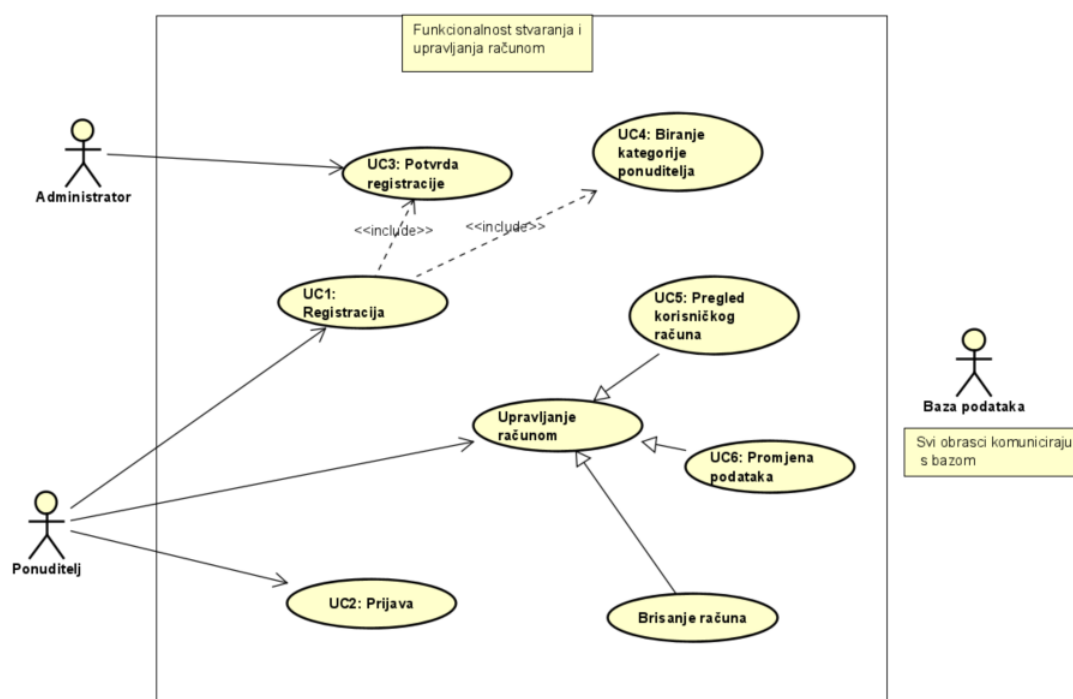 Funkcionalnost stvaranja i
upravljanja računom
UC4: Biranje
kategorije
ponuditelja
UC3: Potvrda
registracije
Administrator
<<include>>
<<include>>
UC1:
Registracija
UC5: Pregled
korisničkog
računa
Baza podataka
Upravljanje
računom
Svi obrasci komuniciraju
s bazom
UC6: Promjena
podataka
Ponuditelj
UC2: Prijava
Brisanje računa